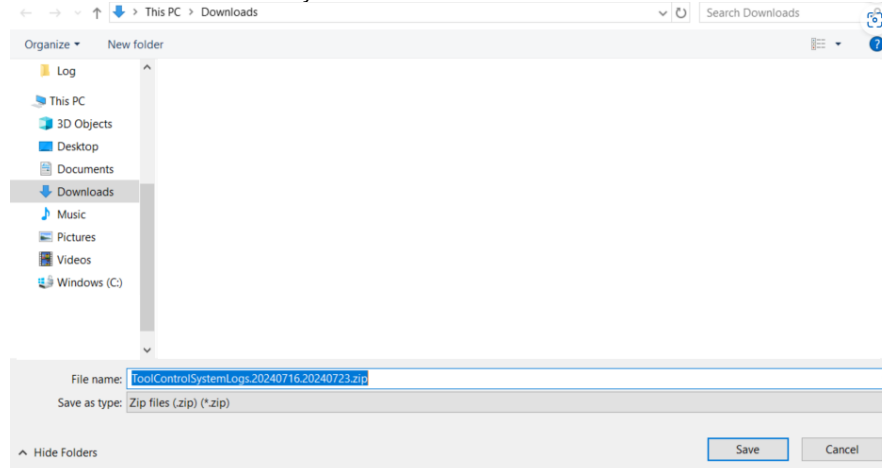 This PC > Downloads
Search Downloads
Organize
New folder
?
Log
This PC
3D Objects
Desktop
Documents
Downloads
Music
Pictures
Videos
Windows (C:)
File name: ToolControlSystemLogs.20240716.20240723.zip
Save as type: Zip files (.zip) (*.zip)
Hide Folders
Save
Cancel